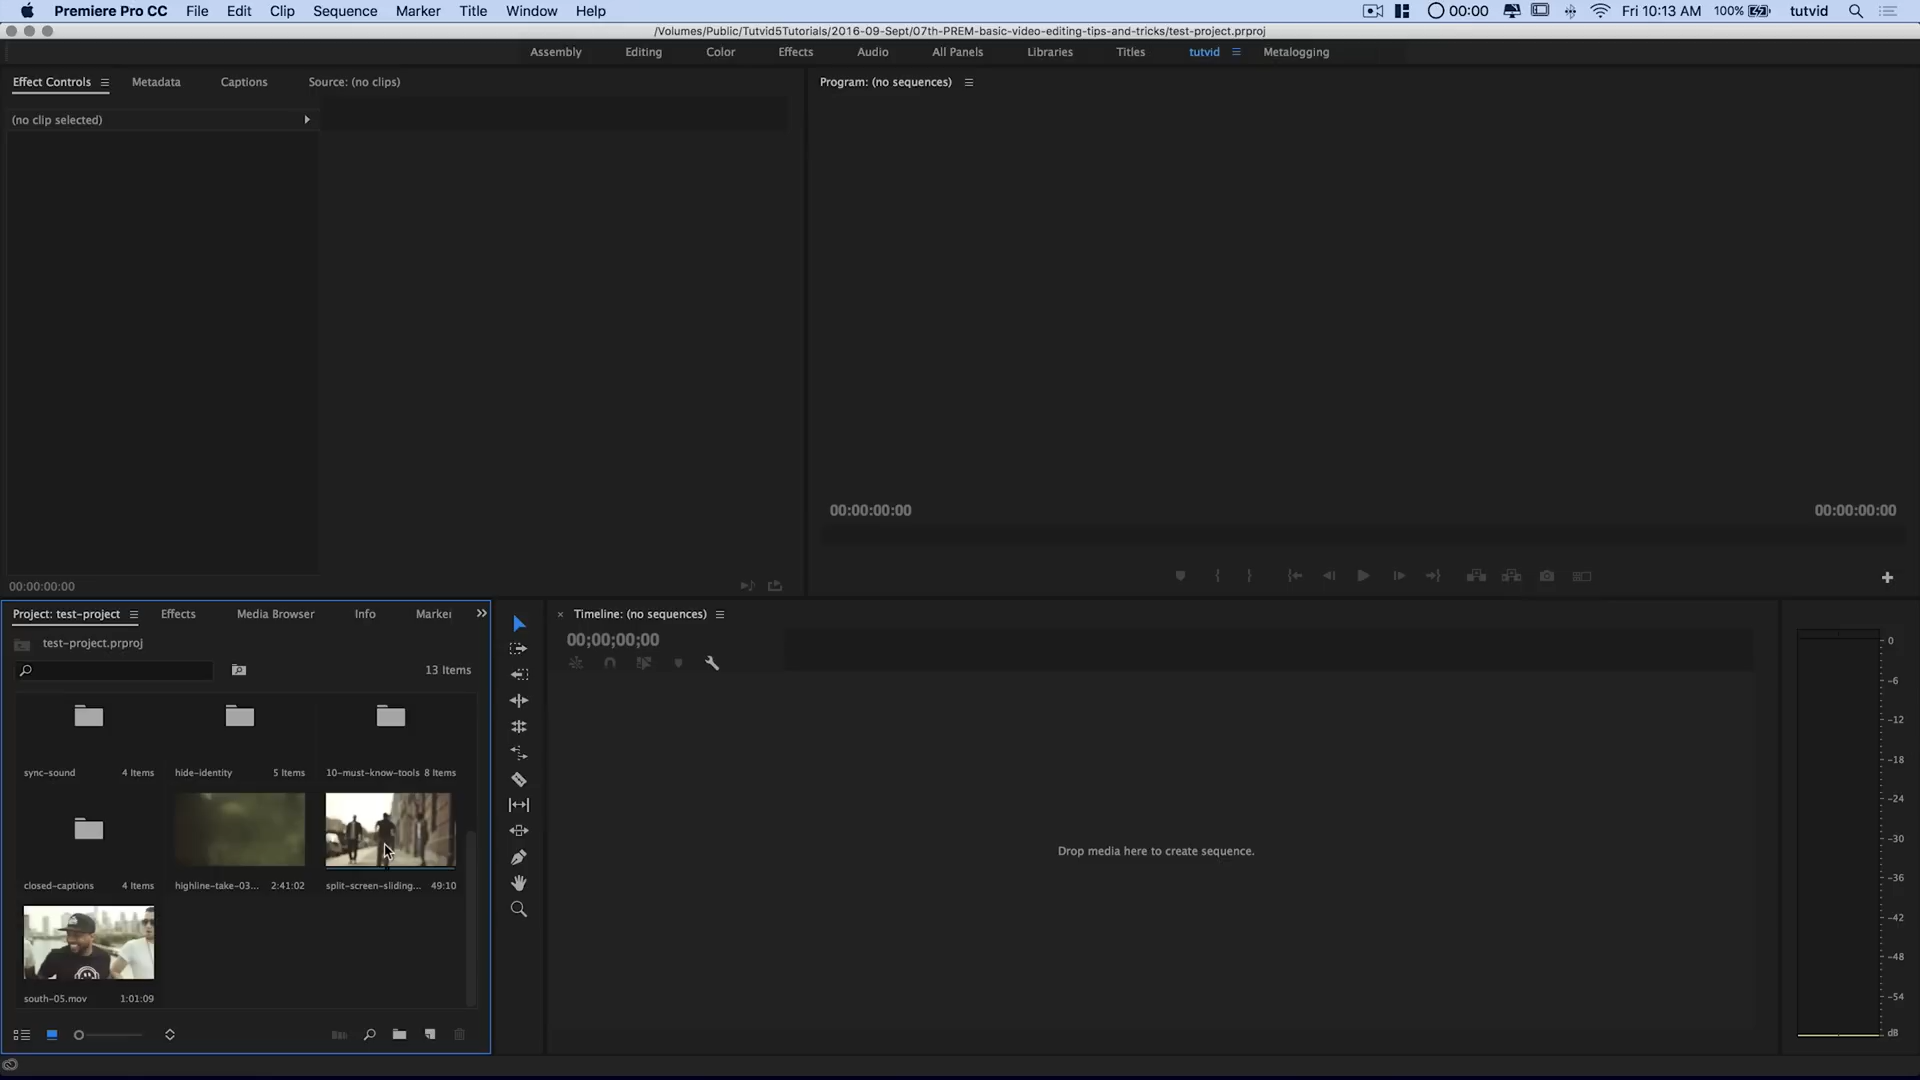 Premiere Pro CC File Edit Clip Sequence Marker Title Window Help 00:00 Fri 10:13 AM 100% tutvid
/Volumes/Public/Tutvid5Tutorials/2016-09-Sept/07th-PREM-basic-video-editing-tips-and-tricks/test-project.prproj
Assembly Editing Color Effects Audio All Panels Libraries Titles tutvid Metalogging
Effect Controls Metadata Captions Source: (no clips) Program: (no sequences)
(no clip selected)
00:00:00:00 00:00:00:00
00:00:00:00
Project: test-project Effects Media Browser Info Marker Timeline: (no sequences)
test-project.prproj 00;00;00;00
13 Items
0
-6
-12
-18
-24
-30
-36
-42
-48
-54
dB
sync-sound 4 Items hide-identity 5 Items 10-must-know-tools 8 Items
Drop media here to create sequence.
closed-captions 4 Items highline-take-03... 2:41:02 split-screen-sliding... 49:10
south-05.mov 1:01:09